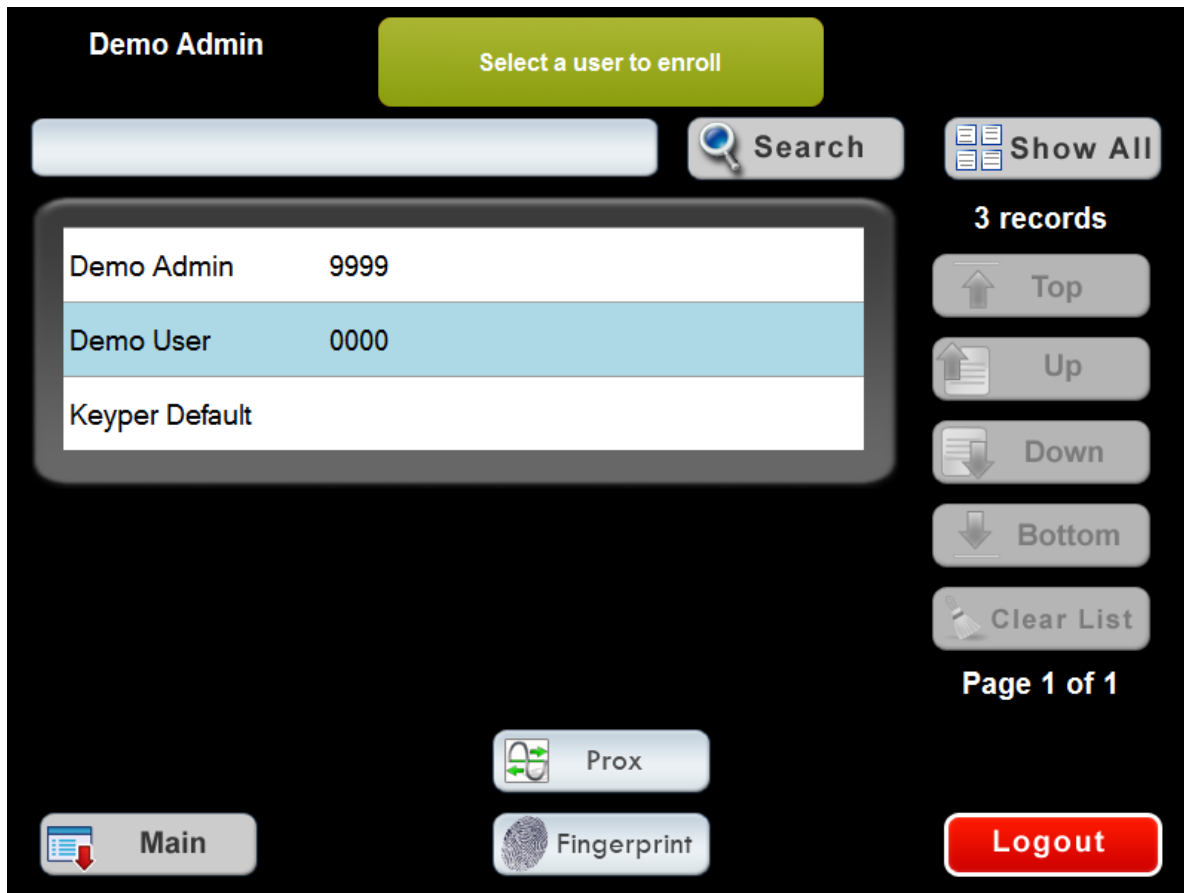 Demo Admin
Select a user to enroll
Search
Show All
3 records
Demo Admin 9999
Demo User 0000
Keyper Default
Top
Up
Down
Bottom
Clear List
Page 1 of 1
Prox
Main
Fingerprint
Logout